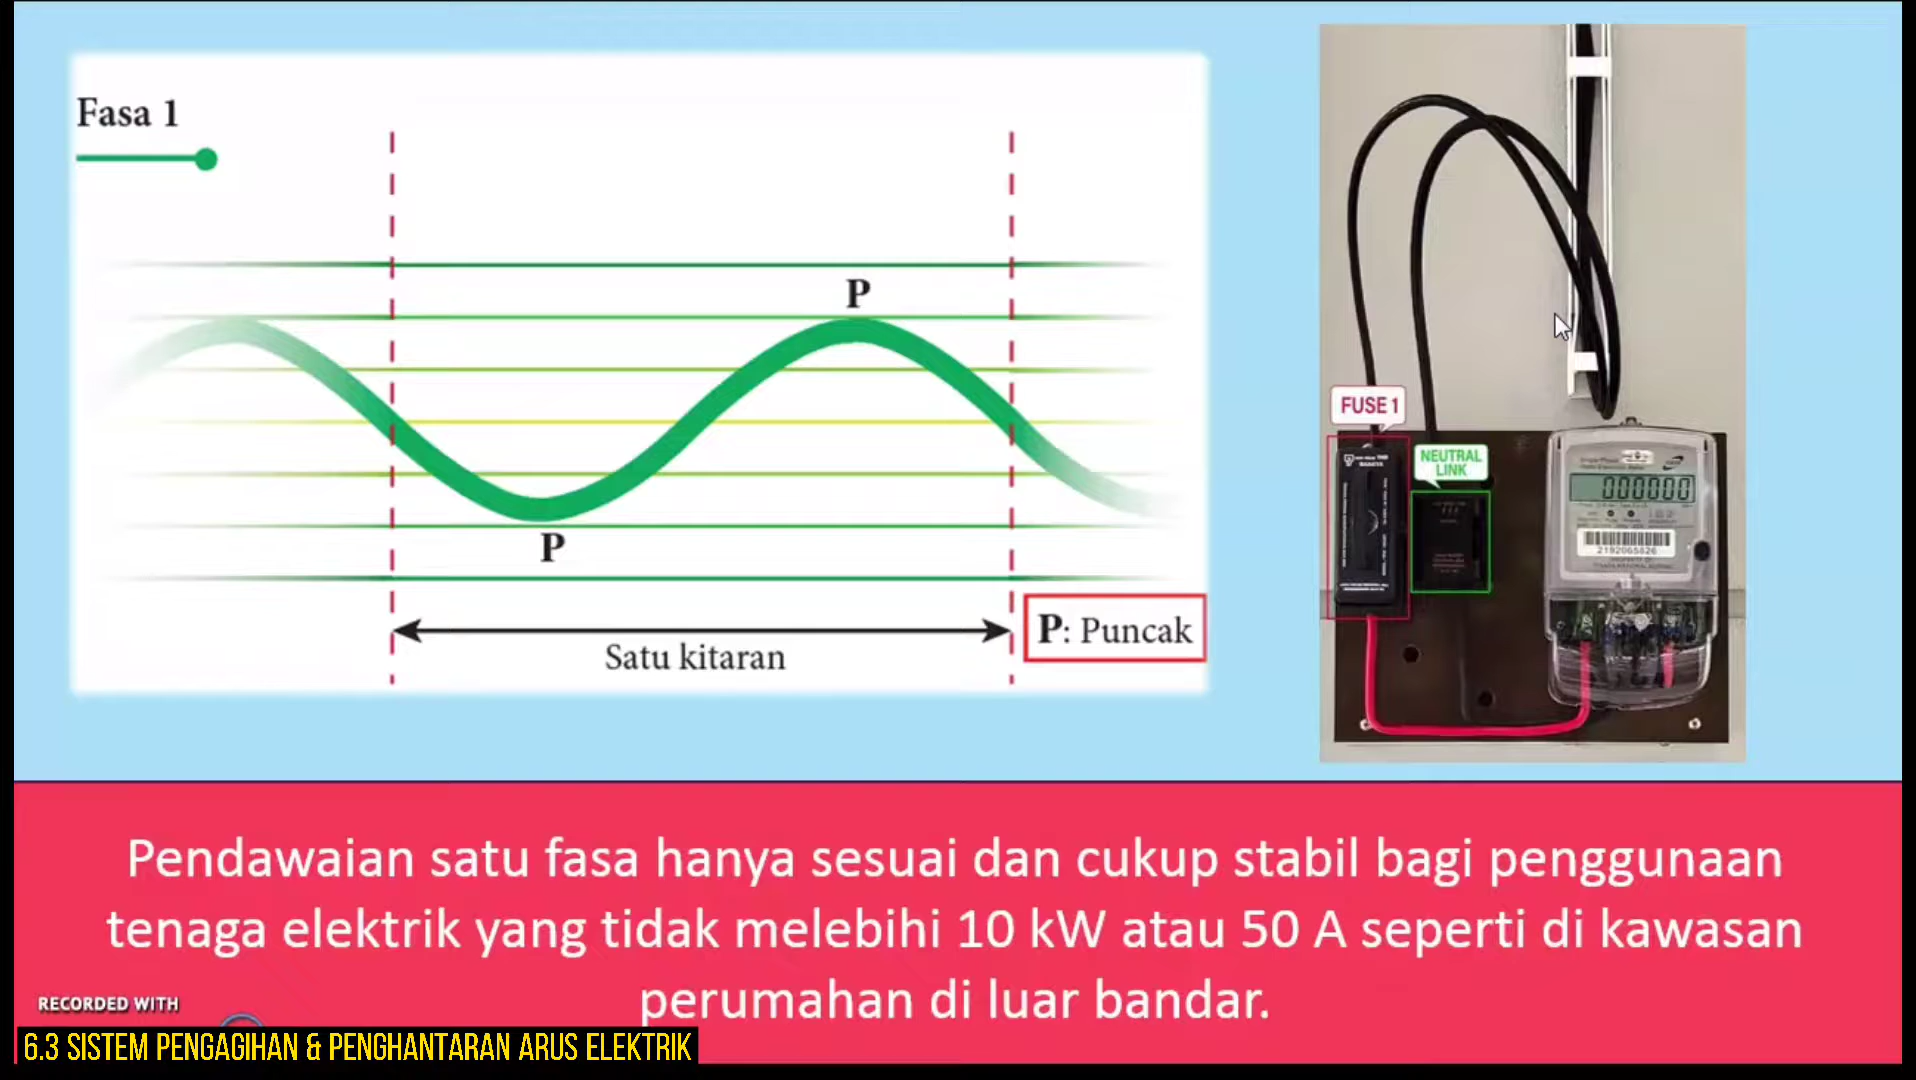 Fasa 1
P
P
Satu kitaran
P: Puncak
FUSE 1
NEUTRAL
LINK
000000
2192065826
Pendawaian satu fasa hanya sesuai dan cukup stabil bagi penggunaan
tenaga elektrik yang tidak melebihi 10 kW atau 50 A seperti di kawasan
perumahan di luar bandar.
RECORDED WITH
6.3 SISTEM PENGAGIHAN & PENGHANTARAN ARUS ELEKTRIK